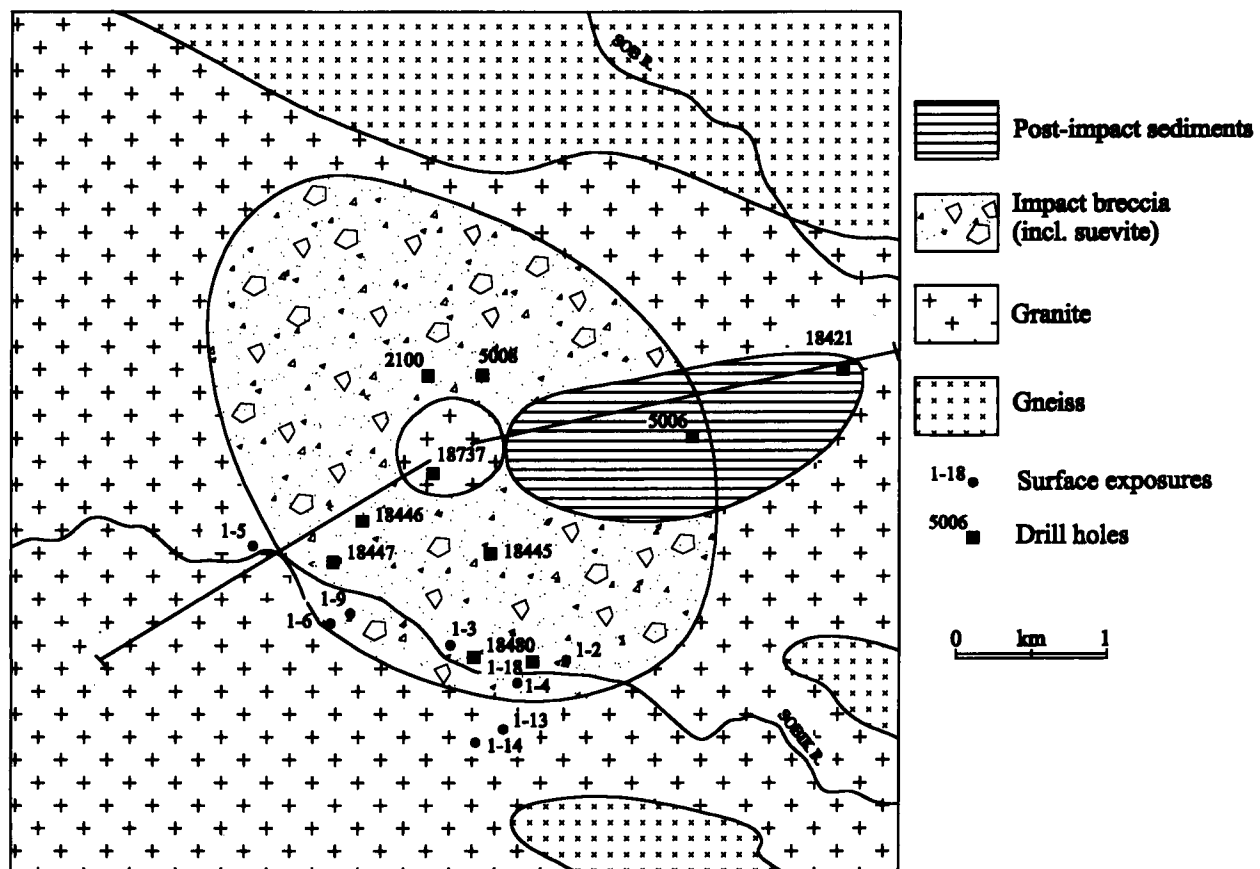 SOB R.
18421
2100
5008
5006
18737
18446
1-5
18447
18445
1-9
1-6
1-3
18480
1-2
1-18
1-4
1-13
1-14
SOBIK R.
Post-impact sediments
Impact breccia
(incl. suevite)
Granite
Gneiss
1-18
Surface exposures
5006
Drill holes
0 km 1